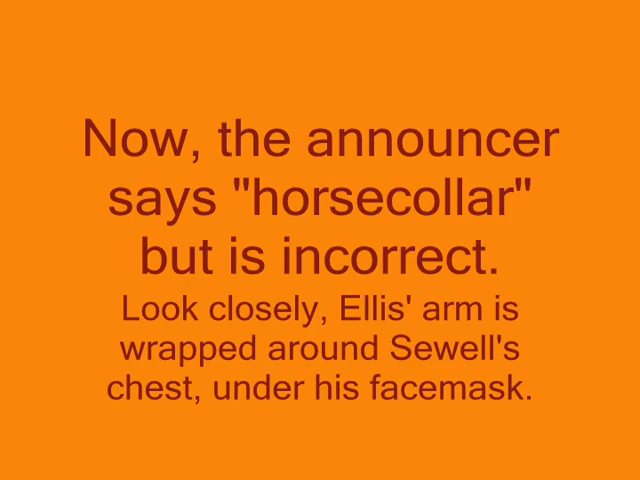 Now, the announcer
says "horsecollar"
but is incorrect.
Look closely, Ellis' arm is
wrapped around Sewell's
chest, under his facemask.